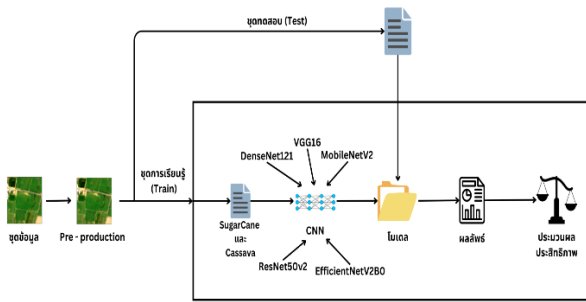 ชุดทดสอบ (Test)
ชุดการเรียนรู้
(Train)
VGG16
DenseNet121
MobileNetV2
ชุดข้อมูล
Pre - production
SugarCane
และ
Cassava
CNN
โมเดล
ผลลัพธ์
ประมวนผล
ประสิทธิภาพ
ResNet50v2
EfficientNetV2B0